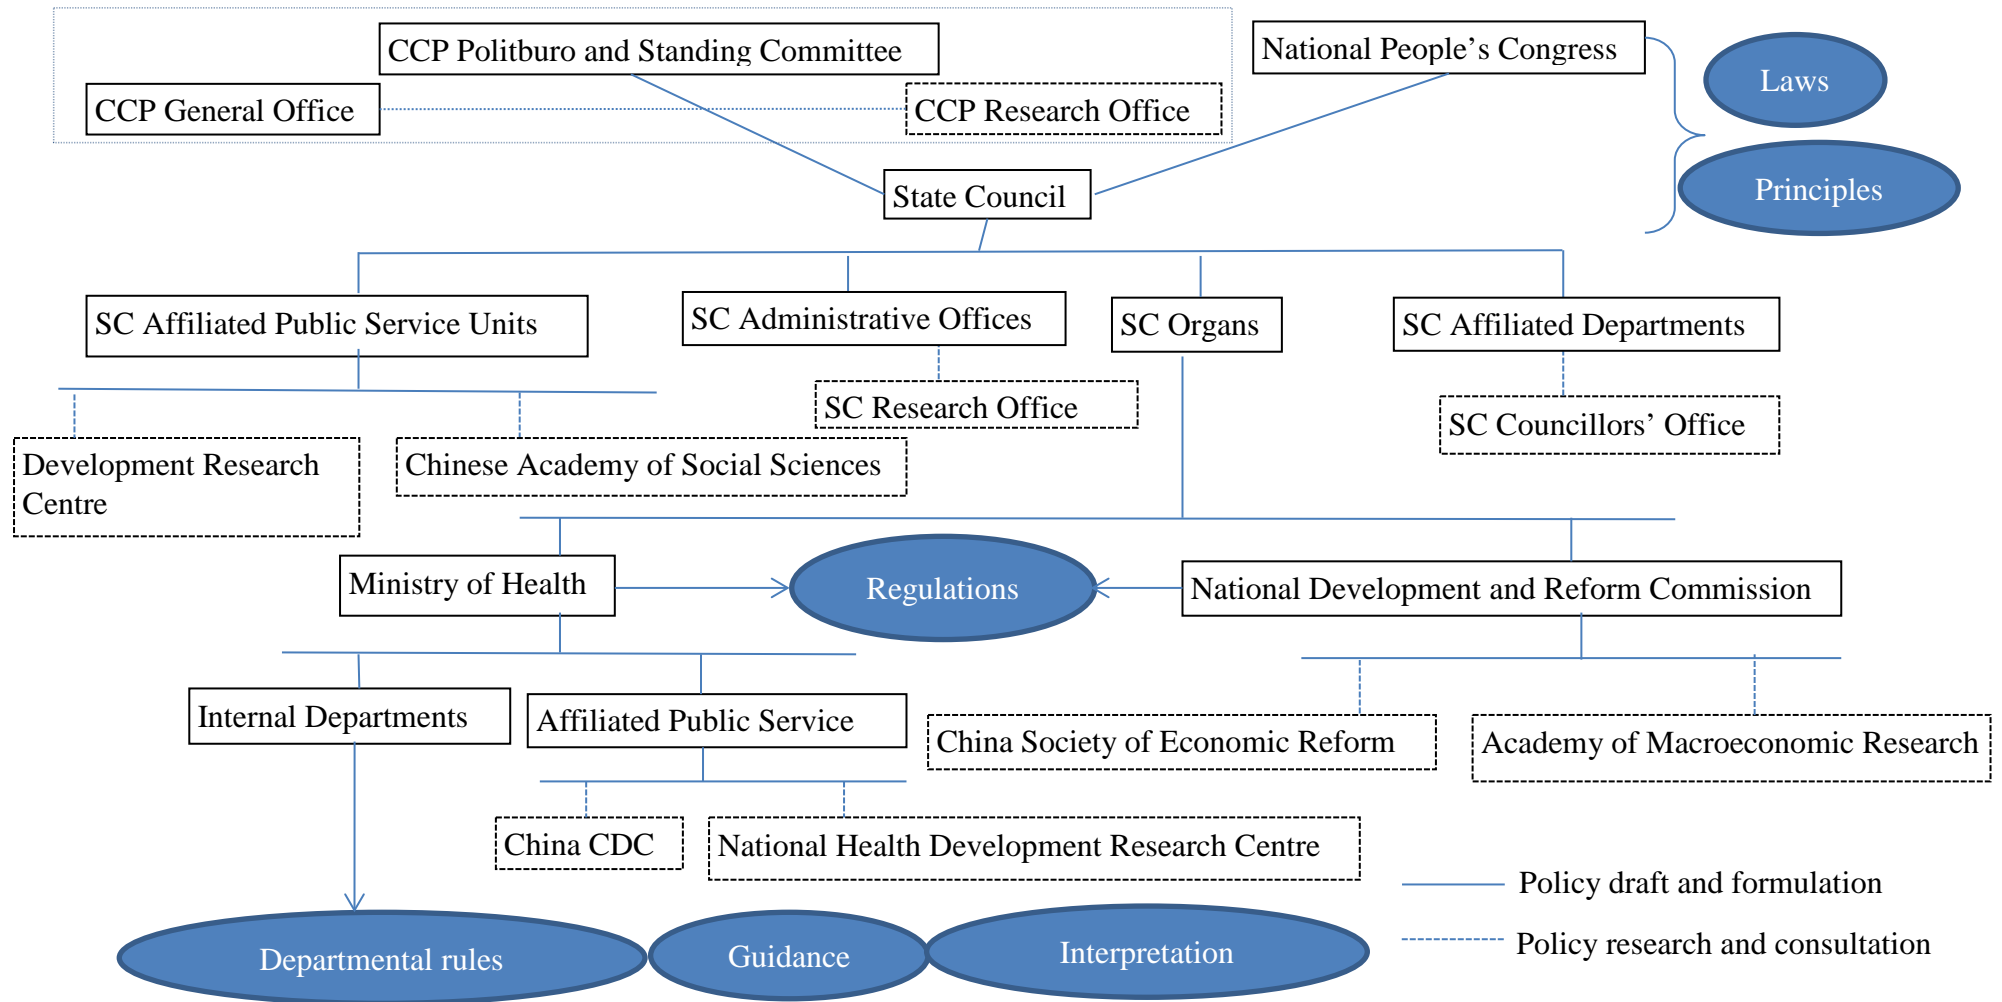 CCP Politburo and Standing Committee
National People’s Congress
Laws
CCP General Office
CCP Research Office
Principles
State Council
SC Affiliated Public Service Units
SC Administrative Offices
SC Organs
SC Affiliated Departments
SC Research Office
SC Councillors’ Office
Development Research
Centre
Chinese Academy of Social Sciences
Ministry of Health
Regulations
National Development and Reform Commission
Internal Departments
Affiliated Public Service
China Society of Economic Reform
Academy of Macroeconomic Research
China CDC
National Health Development Research Centre
Policy draft and formulation
Policy research and consultation
Departmental rules
Guidance
Interpretation